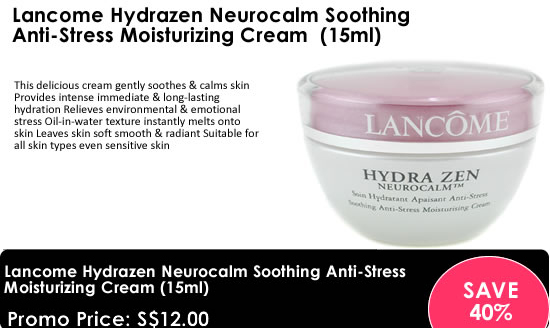 Lancome Hydrazen Neurocalm Soothing
Anti-Stress Moisturizing Cream (15ml)
This delicious cream gently soothes & calms skin
Provides intense immediate & long-lasting
hydration Relieves environmental & emotional
stress Oil-in-water texture instantly melts onto
skin Leaves skin soft smooth & radiant Suitable for
all skin types even sensitive skin
LANCÔME
HYDRA ZEN
NEUROCALM™
Soin Hydratant Apaisant Anti-Stress
Soothing Anti-Stress Moisturising Cream
Lancome Hydrazen Neurocalm Soothing Anti-Stress
Moisturizing Cream (15ml)
Promo Price: S$12.00
SAVE
40%